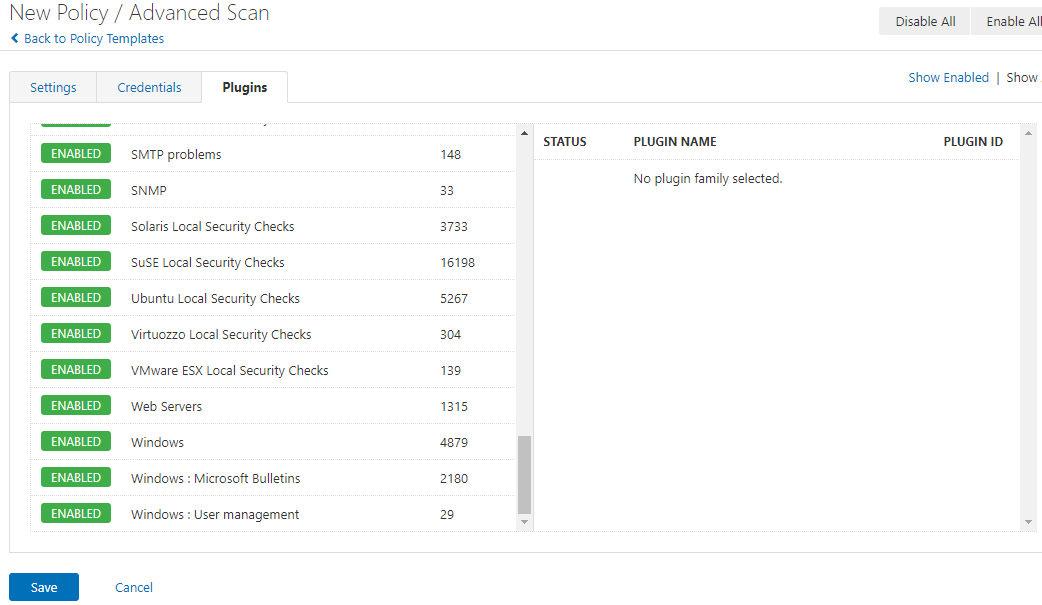 New Policy / Advanced Scan
Disable All Enable All
Back to Policy Templates
Settings Credentials Plugins
Show Enabled | Show
STATUS PLUGIN NAME PLUGIN ID
No plugin family selected.
ENABLED SMTP problems 148
ENABLED SNMP 33
ENABLED Solaris Local Security Checks 3733
ENABLED SuSE Local Security Checks 16198
ENABLED Ubuntu Local Security Checks 5267
ENABLED Virtuozzo Local Security Checks 304
ENABLED VMware ESX Local Security Checks 139
ENABLED Web Servers 1315
ENABLED Windows 4879
ENABLED Windows : Microsoft Bulletins 2180
ENABLED Windows : User management 29
Save Cancel